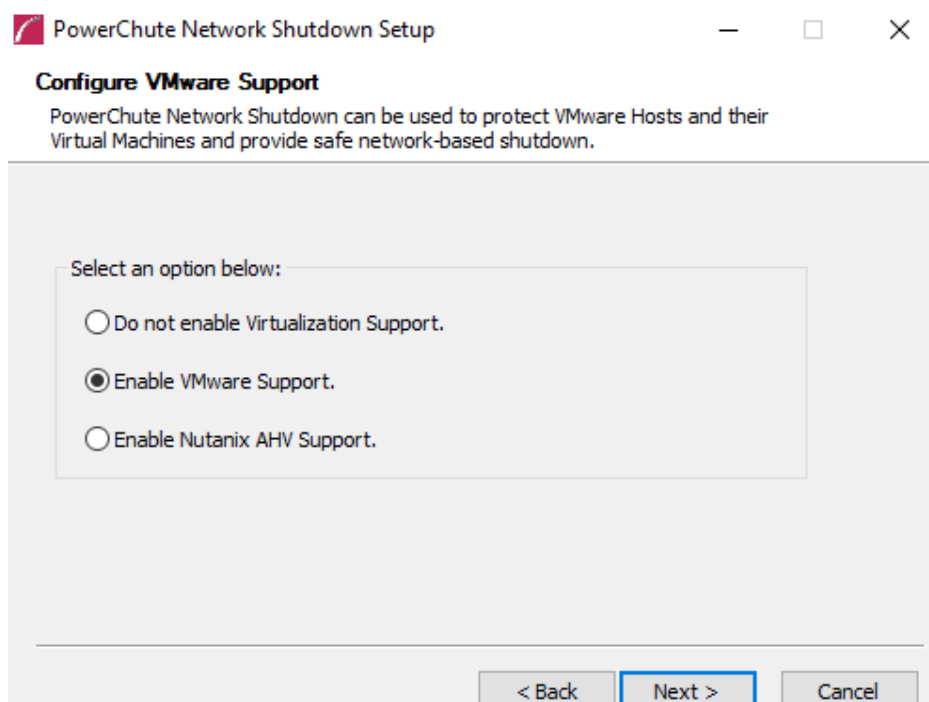 PowerChute Network Shutdown Setup
Configure VMware Support
PowerChute Network Shutdown can be used to protect VMware Hosts and their
Virtual Machines and provide safe network-based shutdown.
Select an option below:
Do not enable Virtualization Support.
Enable VMware Support.
Enable Nutanix AHV Support.
< Back
Next >
Cancel